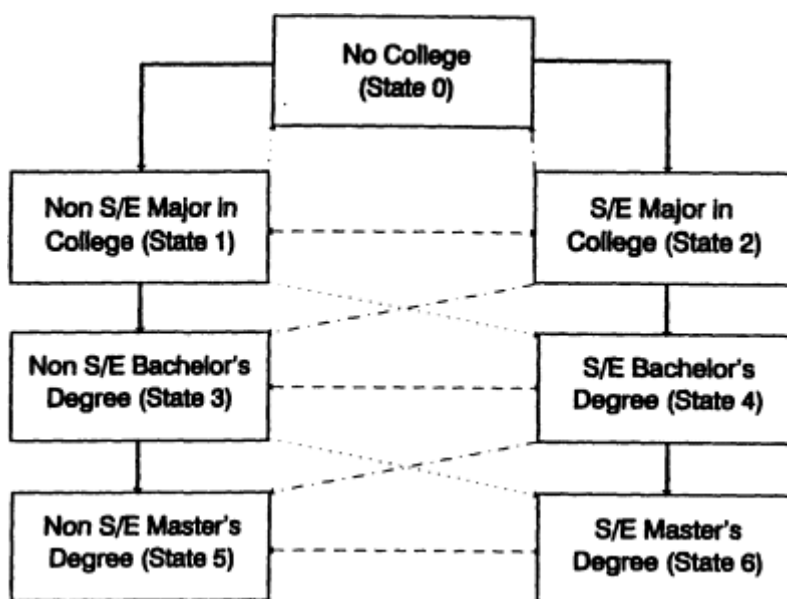 No College
(State 0)
Non S/E Major in
College (State 1)
S/E Major in
College (State 2)
Non S/E Bachelor's
Degree (State 3)
S/E Bachelor's
Degree (State 4)
Non S/E Master's
Degree (State 5)
S/E Master's
Degree (State 6)